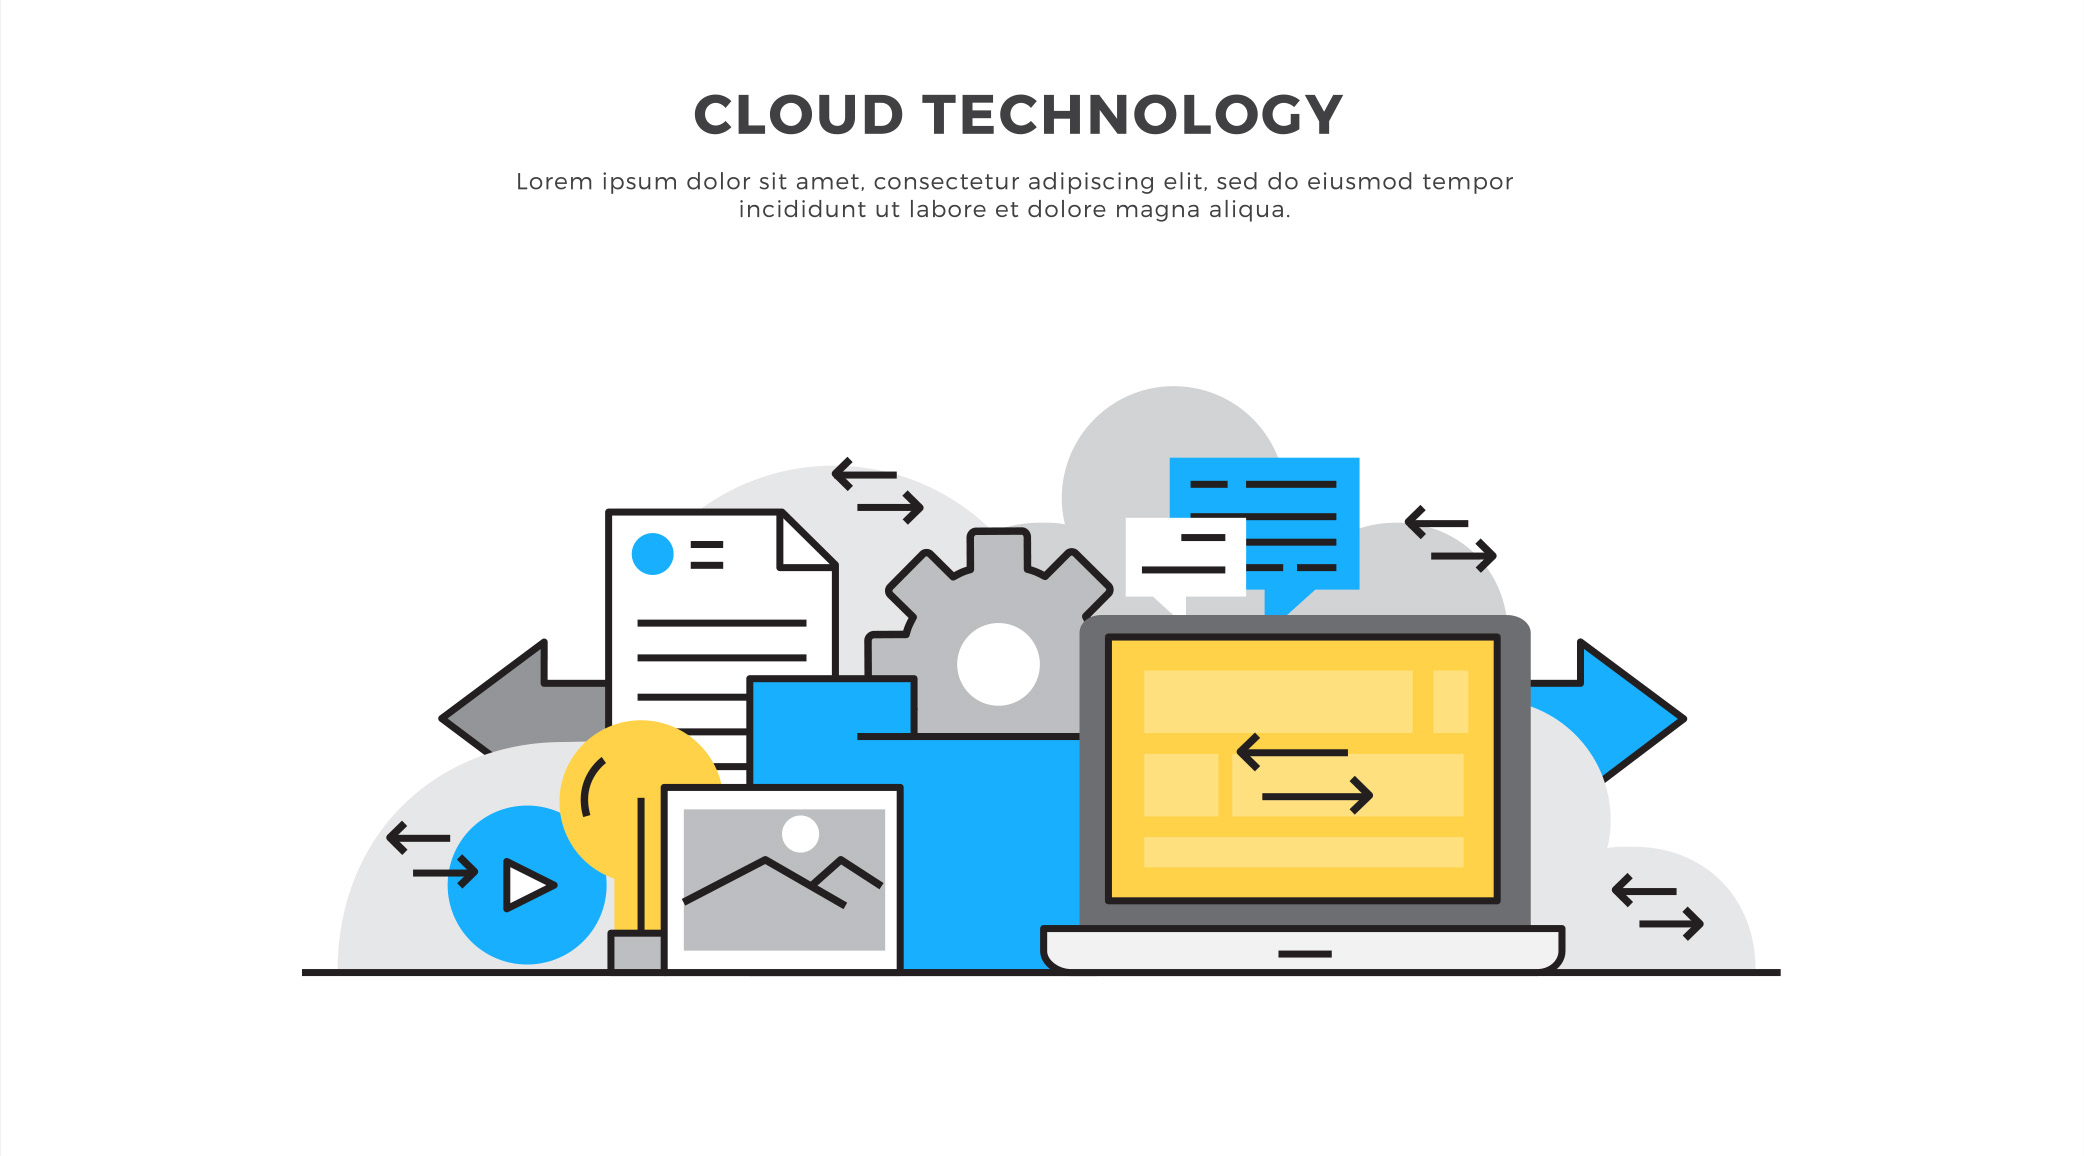 CLOUD TECHNOLOGY
Lorem ipsum dolor sit amet, consectetur adipiscing elit, sed do eiusmod tempor
incididunt ut labore et dolore magna aliqua.